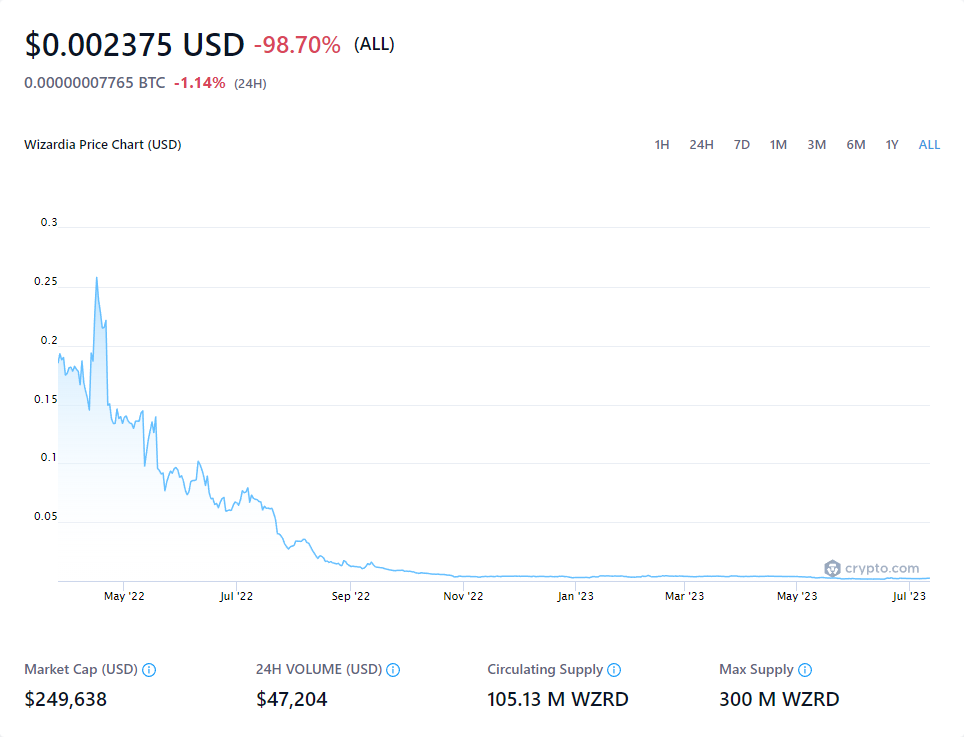 $0.002375 USD -98.70% (ALL)
0.00000007765 BTC -1.14% (24H)
Wizardia Price Chart (USD) 1H 24H 7D 1M 3M 6M 1Y ALL
0.3
0.25
0.2
0.15
0.1
0.05
crypto.com
May '22 Jul '22 Sep '22 Nov '22 Jan '23 Mar '23 May '23 Jul '23
Market Cap (USD) 24H VOLUME (USD) Circulating Supply Max Supply
$249,638 $47,204 105.13 M WZRD 300 M WZRD